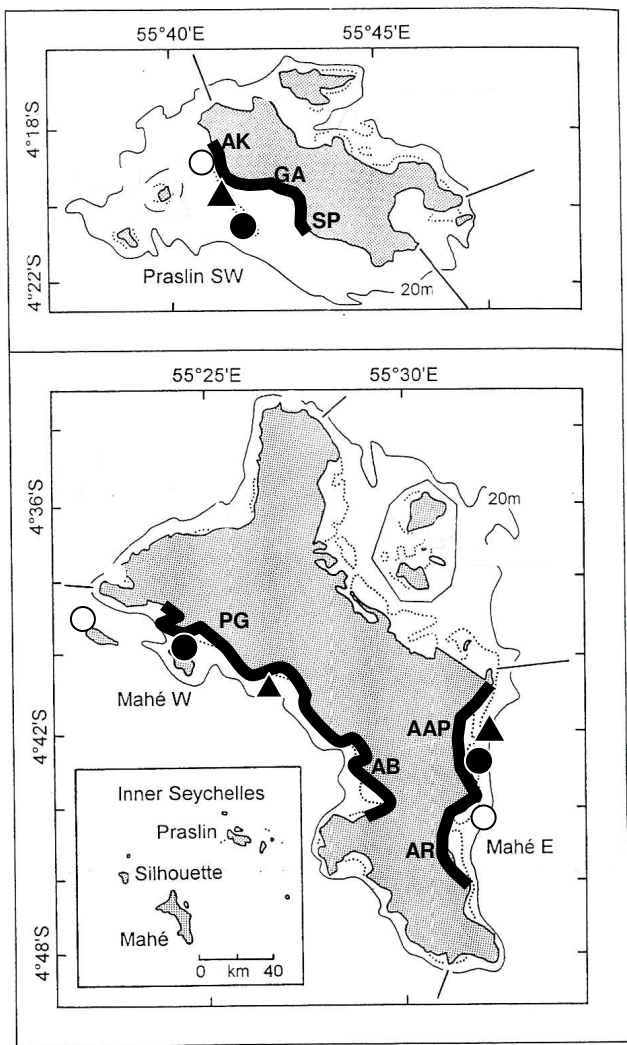 55°40'E 55°45'E
4°18'S
AK
GA
SP
Praslin SW
20m
4°22'S
55°25'E 55°30'E
20m
4°36'S
PG
Mahé W
AAP
4°42'S
AB
Inner Seychelles
Praslin
AR
Mahé E
Silhouette
Mahé
0 km 40
4°48'S